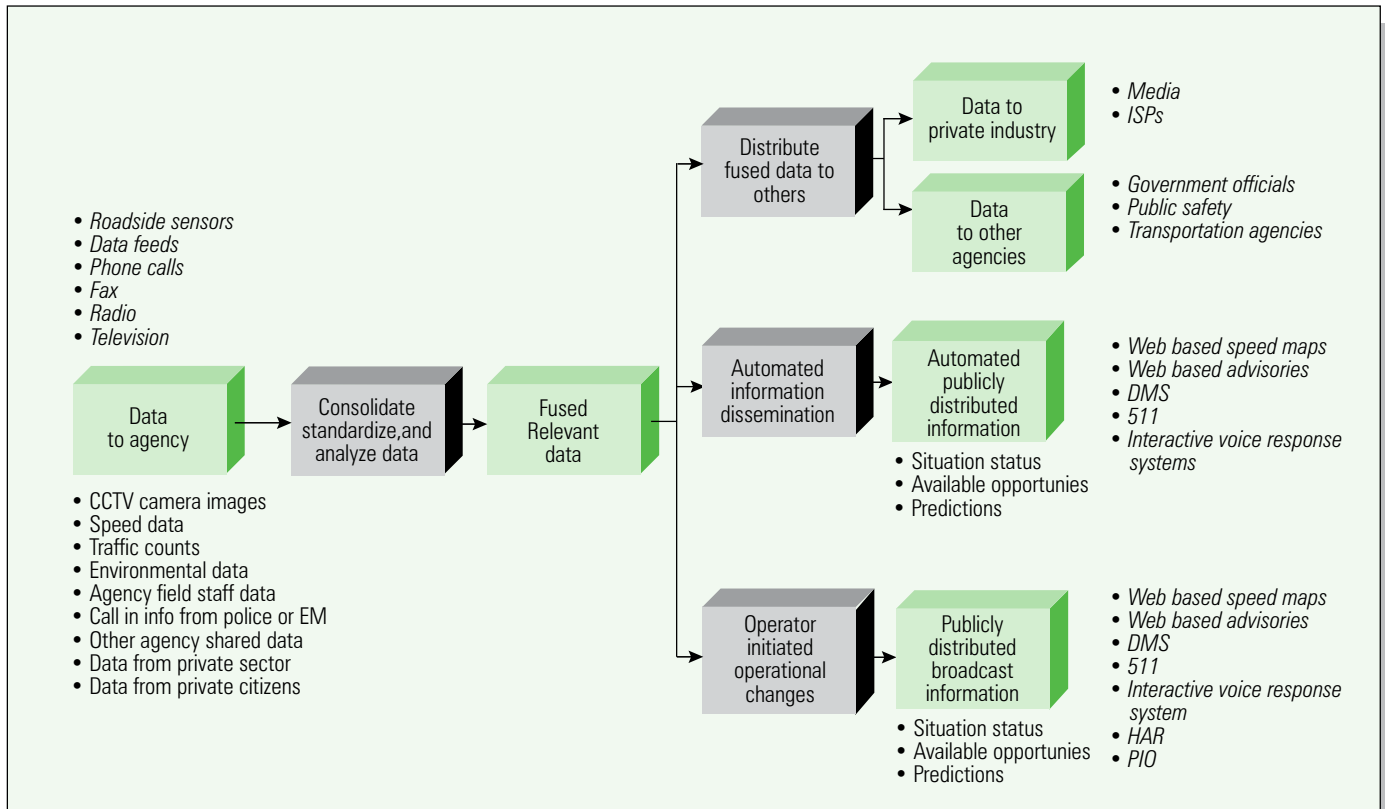 • Roadside sensors
• Data feeds
• Phone calls
• Fax
• Radio
• Television
Data
to agency
• CCTV camera images
• Speed data
• Traffic counts
• Environmental data
• Agency field staff data
• Call in info from police or EM
• Other agency shared data
• Data from private sector
• Data from private citizens
Consolidate
standardize,and
analyze data
Fused
Relevant
data
Distribute
fused data to
others
Data to
private industry
• Media
• ISPs
Data
to other
agencies
• Government officials
• Public safety
• Transportation agencies
Automated
information
dissemination
Automated
publicly
distributed
information
• Situation status
• Available opportunies
• Predictions
• Web based speed maps
• Web based advisories
• DMS
• 511
• Interactive voice response
systems
Operator
initiated
operational
changes
Publicly
distributed
broadcast
information
• Situation status
• Available opportunies
• Predictions
• Web based speed maps
• Web based advisories
• DMS
• 511
• Interactive voice response
system
• HAR
• PIO